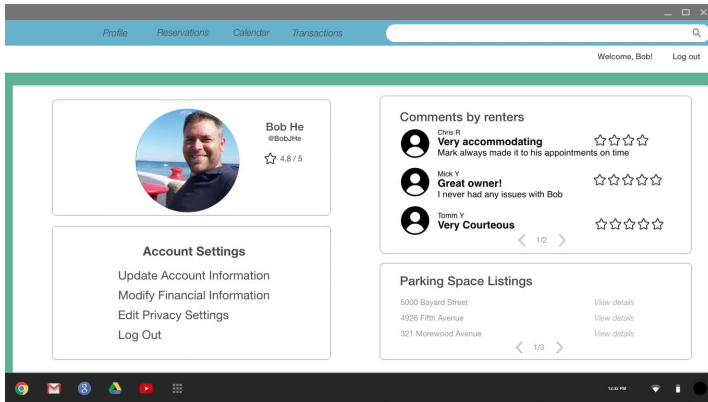 Profile Reservations Calendar Transactions
Welcome, Bob! Log out
Bob He
@BobJHe
4.8 / 5
Account Settings
Update Account Information
Modify Financial Information
Edit Privacy Settings
Log Out
Comments by renters
Chris R
Very accommodating
Mark always made it to his appointments on time
Mick Y
Great owner!
I never had any issues with Bob
Tomm Y
Very Courteous
1/2
Parking Space Listings
5000 Bayard Street View details
4926 Fifth Avenue View details
321 Morewood Avenue View details
1/3
12:32 PM